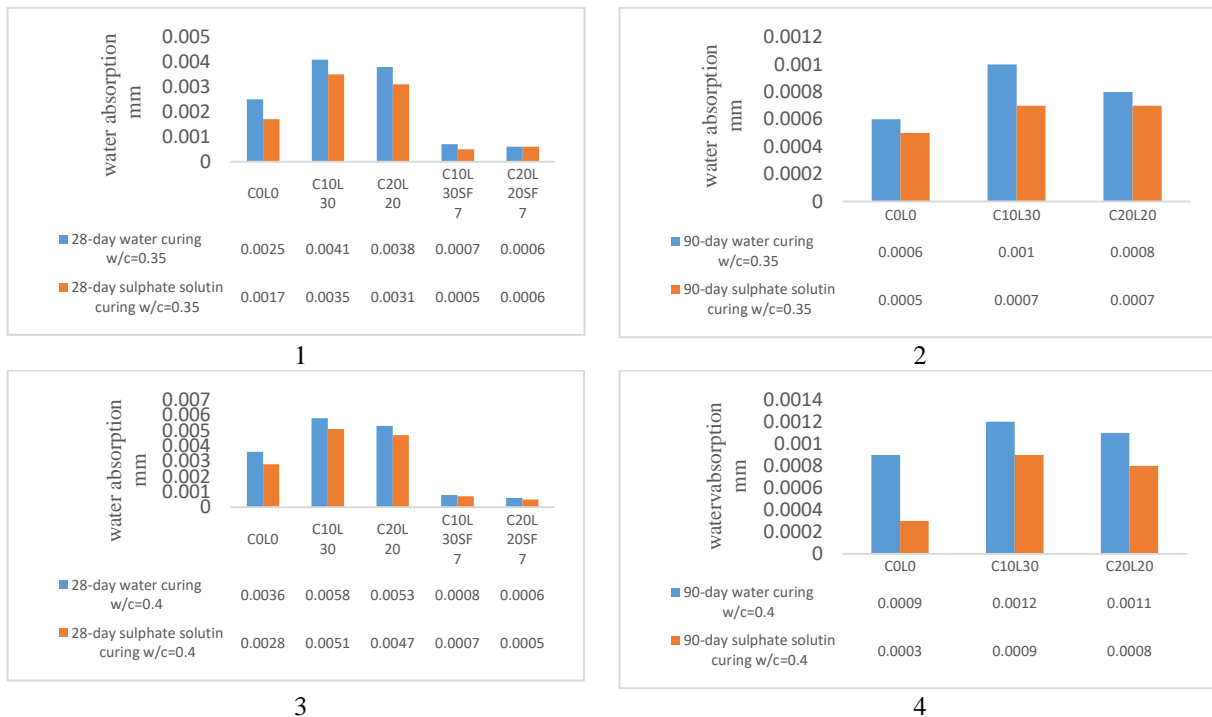 water absorption
mm
0.005
0.004
0.003
0.002
0.001
0
C0L0
C10L
30
C20L
20
C10L
30SF
7
C20L
20SF
7
28-day water curing
w/c=0.35
0.0025 0.0041 0.0038 0.0007 0.0006
28-day sulphate solutin
curing w/c=0.35
0.0017 0.0035 0.0031 0.0005 0.0006
1
water absorption
mm
0.0012
0.001
0.0008
0.0006
0.0004
0.0002
0
C0L0 C10L30 C20L20
90-day water curing
w/c=0.35
0.0006 0.001 0.0008
90-day sulphate solutin
curing w/c=0.35
0.0005 0.0007 0.0007
2
water absorption
mm
0.007
0.006
0.005
0.004
0.003
0.002
0.001
0
C0L0
C10L
30
C20L
20
C10L
30SF
7
C20L
20SF
7
28-day water curing
w/c=0.4
0.0036 0.0058 0.0053 0.0008 0.0006
28-day sulphate solutin
curing w/c=0.4
0.0028 0.0051 0.0047 0.0007 0.0005
3
watervabsorption
mm
0.0014
0.0012
0.001
0.0008
0.0006
0.0004
0.0002
0
C0L0 C10L30 C20L20
90-day water curing
w/c=0.4
0.0009 0.0012 0.0011
90-day sulphate solutin
curing w/c=0.4
0.0003 0.0009 0.0008
4